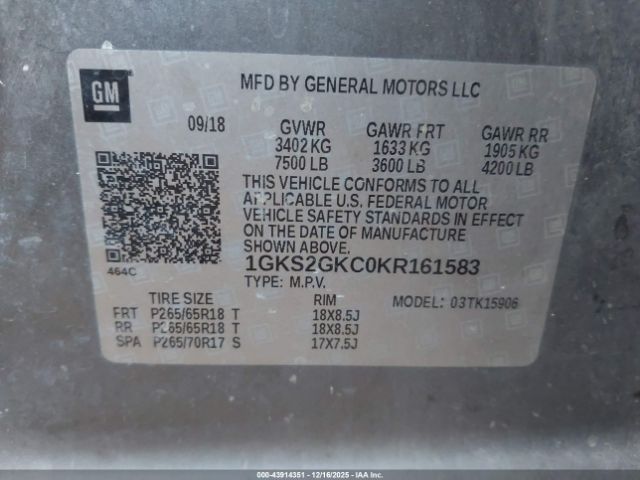 GM
MFD BY GENERAL MOTORS LLC
09/18 GVWR GAWR FRT GAWR RR
3402 KG 1633 KG 1905 KG
7500 LB 3600 LB 4200 LB
THIS VEHICLE CONFORMS TO ALL
APPLICABLE U.S. FEDERAL MOTOR
VEHICLE SAFETY STANDARDS IN EFFECT
ON THE DATE OF MANUFACTURE
SHOWN ABOVE.
464C
1GKS2GKC0KR161583
TYPE: M.P.V.
TIRE SIZE RIM MODEL: 03TK15906
FRT P265/65R18 T 18X8.5J
RR P265/65R18 T 18X8.5J
SPA P265/70R17 S 17X7.5J
000-43914351 - 12/16/2025 - IAAI.COM